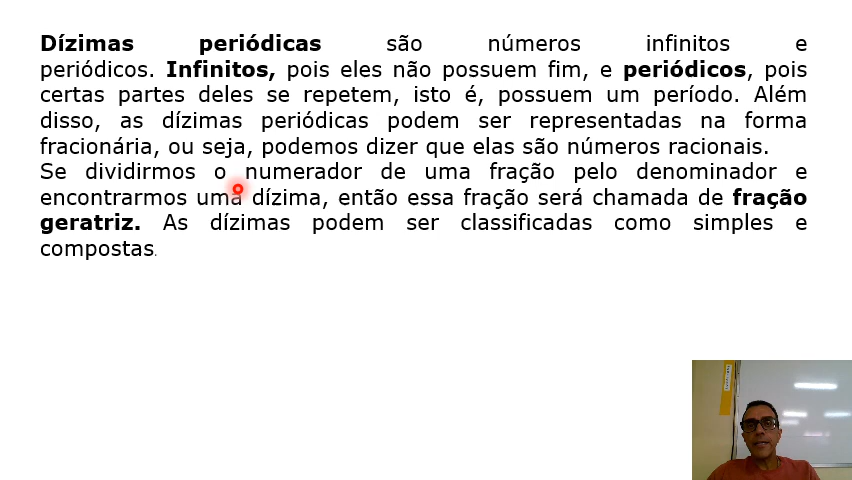 Dízimas periódicas são números infinitos e
periódicos. Infinitos, pois eles não possuem fim, e periódicos, pois
certas partes deles se repetem, isto é, possuem um período. Além
disso, as dízimas periódicas podem ser representadas na forma
fracionária, ou seja, podemos dizer que elas são números racionais.
Se dividirmos o numerador de uma fração pelo denominador e
encontrarmos uma dízima, então essa fração será chamada de fração
geratriz. As dízimas podem ser classificadas como simples e
compostas.